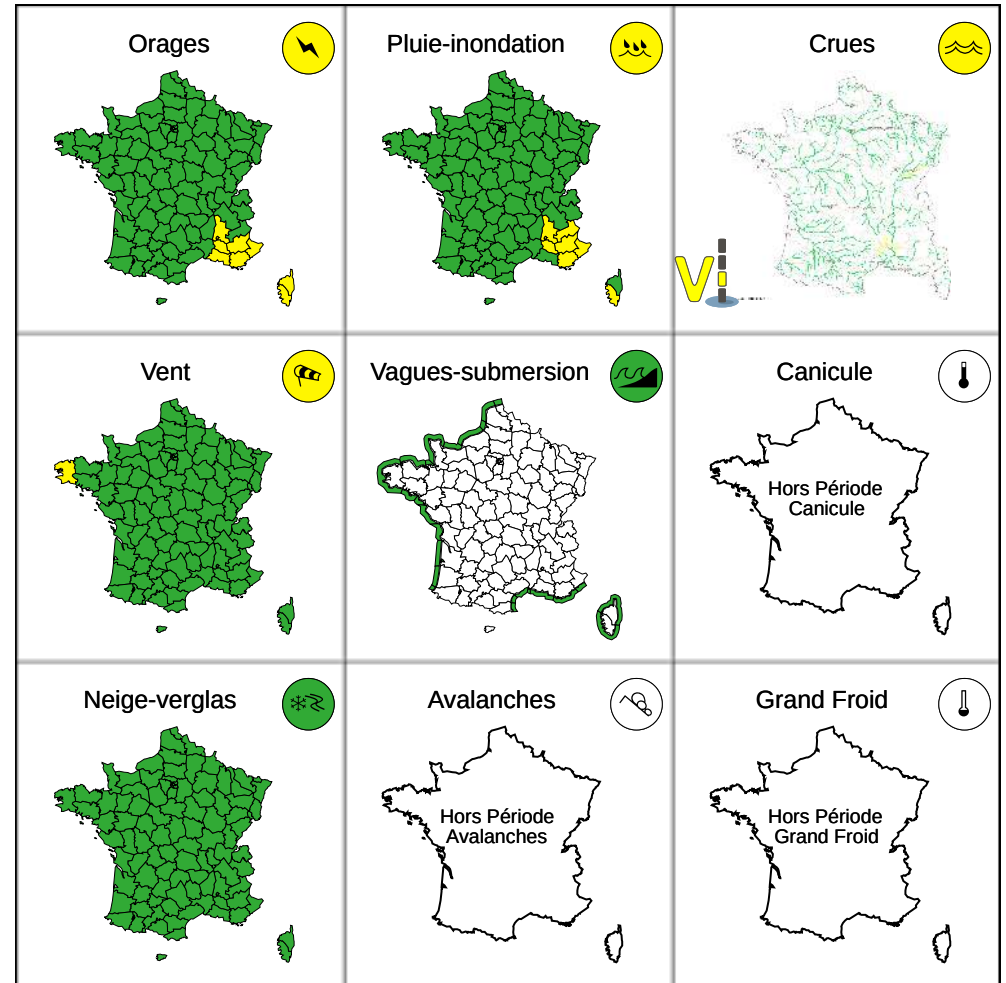 Orages
Pluie-inondation
Crues
Vi
Vent
Vagues-submersion
Canicule
Hors Période
Canicule
Neige-verglas
Avalanches
Grand Froid
Hors Période
Avalanches
Hors Période
Grand Froid